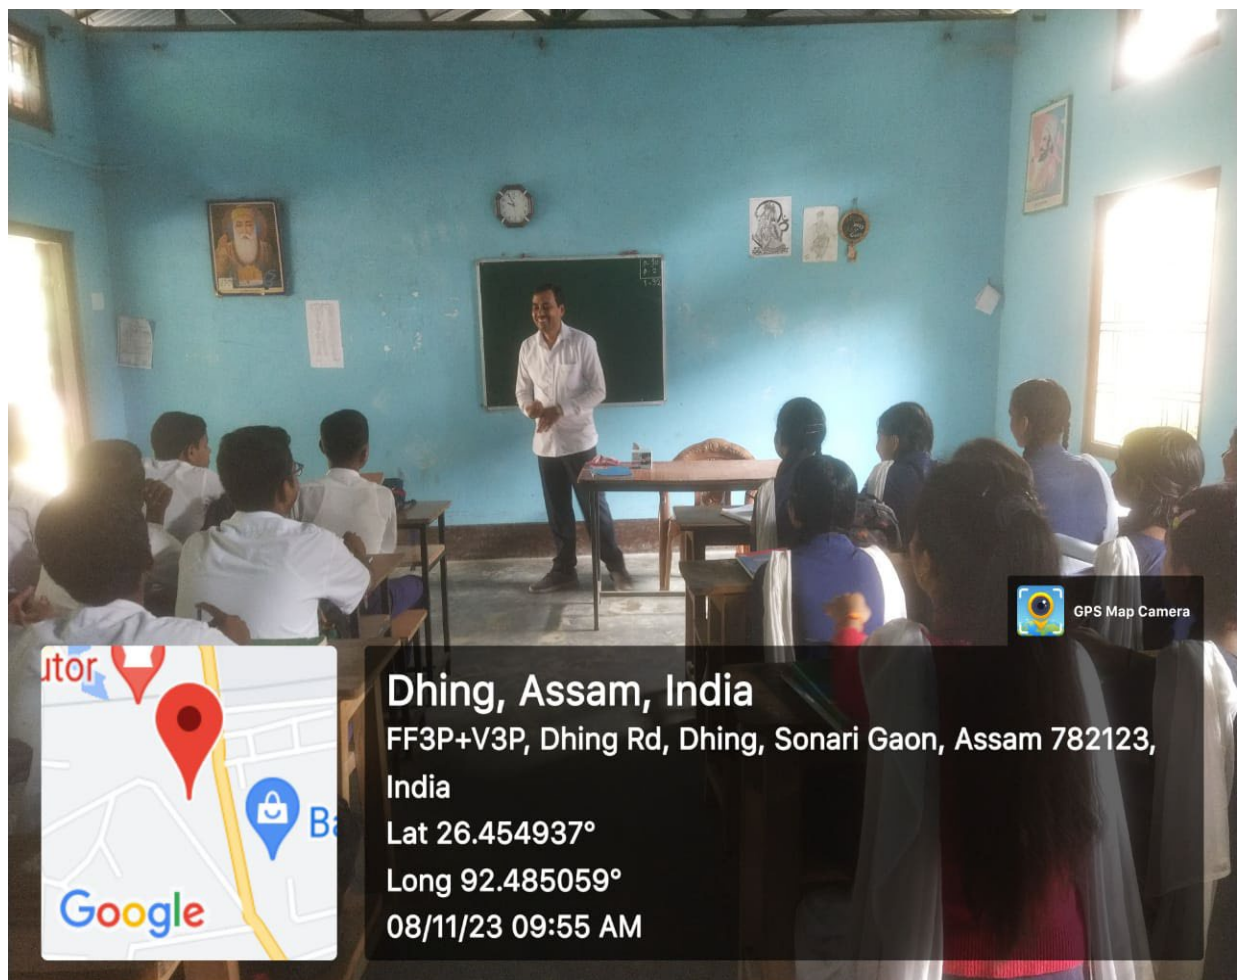 GPS Map Camera
utor
Ba
Google
Dhing, Assam, India
FF3P+V3P, Dhing Rd, Dhing, Sonari Gaon, Assam 782123,
India
Lat 26.454937°
Long 92.485059°
08/11/23 09:55 AM